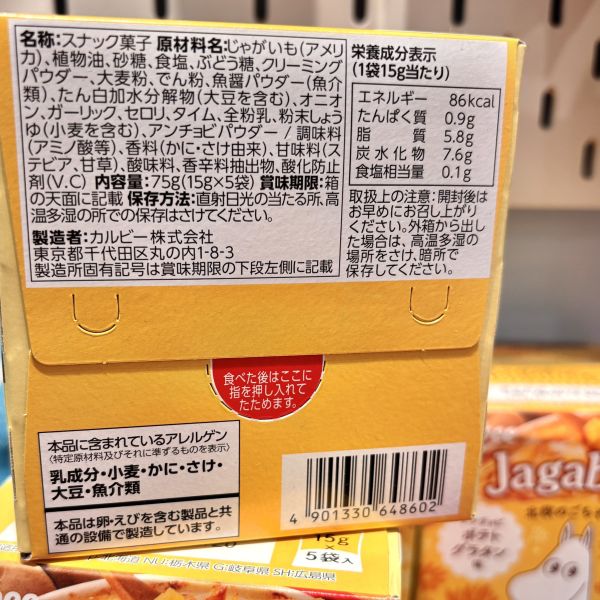 名称:スナック菓子 原材料名:じゃがいも(アメリ
カ)、植物油、砂糖、食塩、ぶどう糖、クリーミング
パウダー、大麦粉、でん粉、魚醤パウダー(魚介
類)、たん白加水分解物(大豆を含む)、オニオ
ン、ガーリック、セロリ、タイム、全粉乳、粉末しょう
ゆ(小麦を含む)、アンチョビパウダー / 調味料
(アミノ酸等)、香料(かに・さけ由来)、甘味料(ス
テビア、甘草)、酸味料、香辛料抽出物、酸化防止
剤(V.C) 内容量:75g(15g×5袋) 賞味期限:箱
の天面に記載 保存方法:直射日光の当たる所、高
温多湿の所での保存はさけてください。
製造者:カルビー株式会社
東京都千代田区丸の内1-8-3
製造所固有記号は賞味期限の下段左側に記載
栄養成分表示
(1袋15g当たり)
エネルギー 86kcal
たんぱく質 0.9g
脂質 5.8g
炭水化物 7.6g
食塩相当量 0.1g
取扱上の注意:開封後は
お早めにお召し上がり
ください。外箱から出し
た場合は、高温多湿の
場所をさけ、暗所で
保存してください。
食べた後はここに
指を押し入れて
たためます。
本品に含まれているアレルゲン
(特定原材料及びそれに準ずるものを表示)
乳成分・小麦・かに・さけ・
大豆・魚介類
本品は卵・えびを含む製品と共
通の設備で製造しています。
4 901330 648602
15g
5袋入
NU:栃木県 G:岐阜県 SH:広島県
Jagab